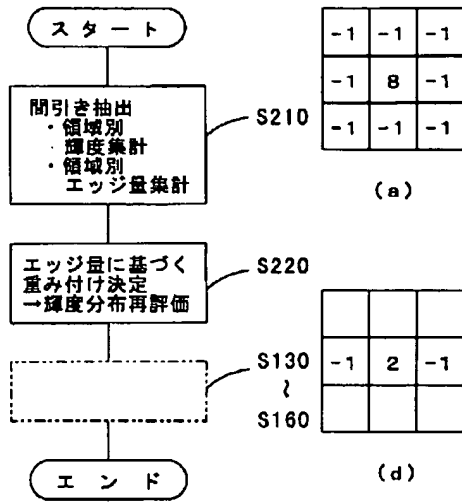 スタート
間引き抽出
・領域別
輝度集計
・領域別
エッジ量集計
S210
エッジ量に基づく
重み付け決定
→輝度分布再評価
S220
S130
～
S160
エンド
-1 -1 -1
-1 8 -1
-1 -1 -1
(a)
-1 2 -1
(d)